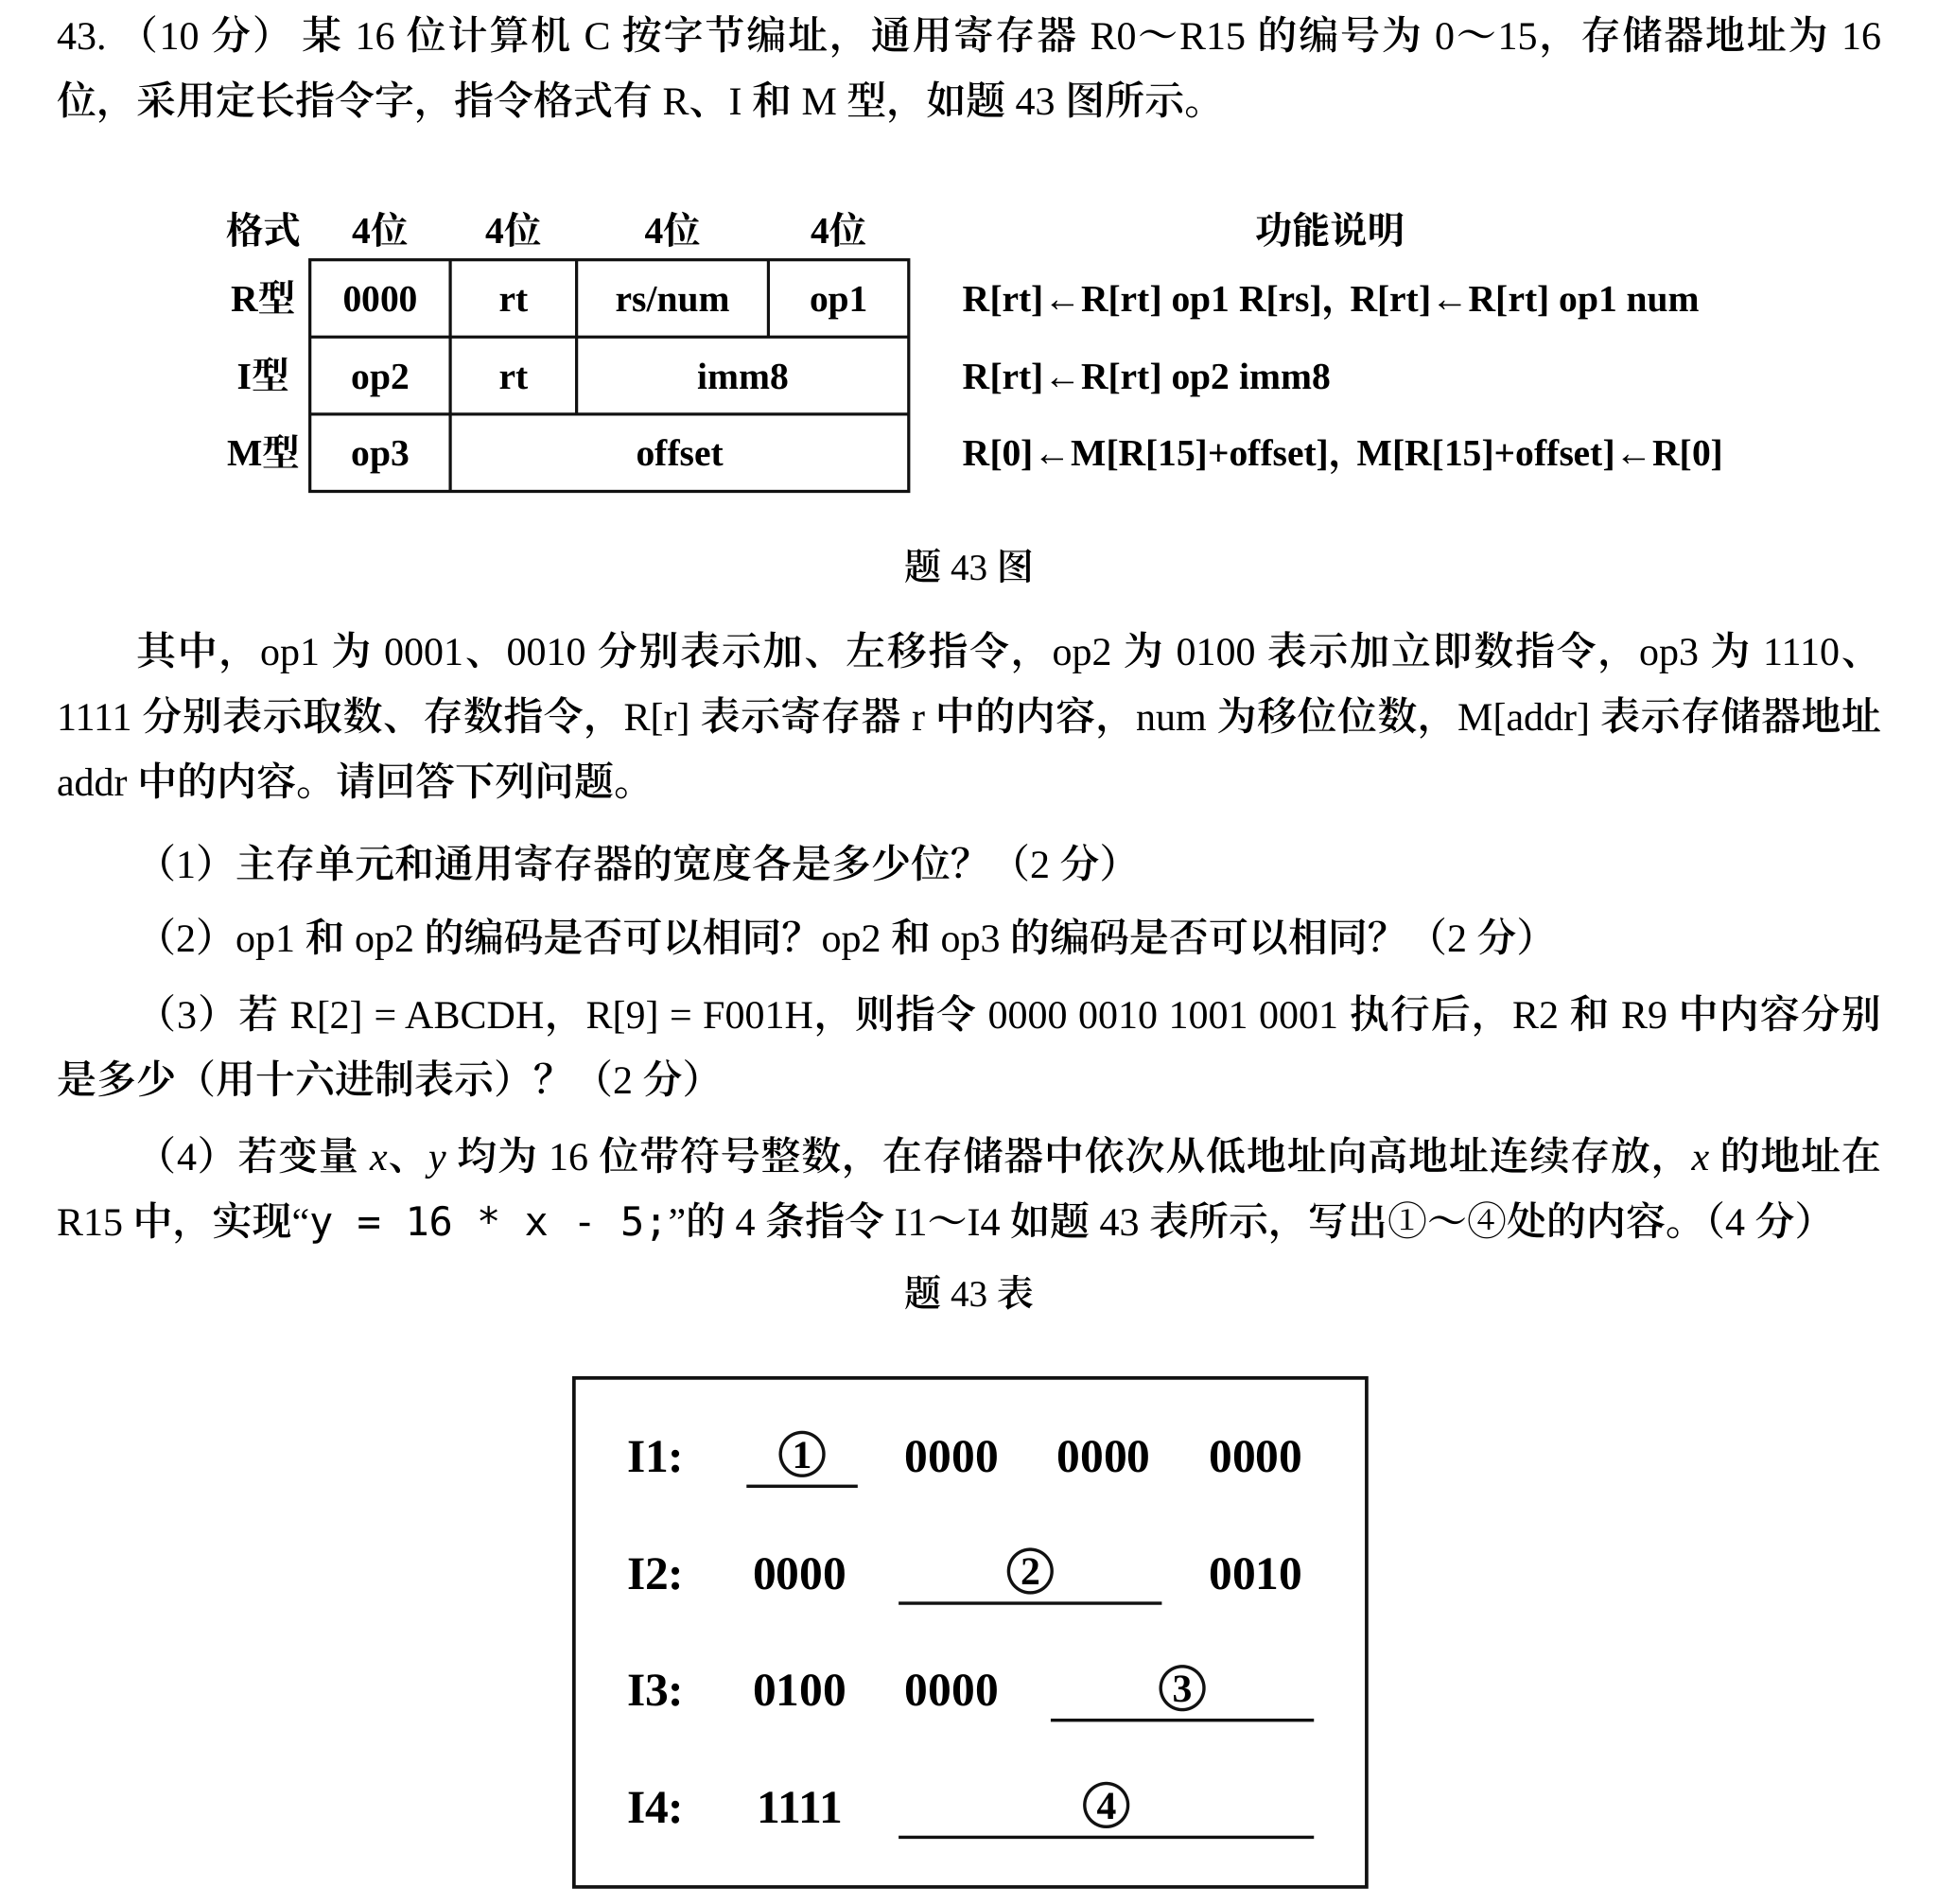 43. （10 分） 某 16 位计算机 C 按字节编址，通用寄存器 R0～R15 的编号为 0～15，存储器地址为 16
位，采用定长指令字，指令格式有 R、I 和 M 型，如题 43 图所示。
格式 4位 4位 4位 4位 功能说明
R型 0000 rt rs/num op1 R[rt]←R[rt] op1 R[rs]，R[rt]←R[rt] op1 num
I型 op2 rt imm8 R[rt]←R[rt] op2 imm8
M型 op3 offset R[0]←M[R[15]+offset]，M[R[15]+offset]←R[0]
题 43 图
其中，op1 为 0001、0010 分别表示加、左移指令，op2 为 0100 表示加立即数指令，op3 为 1110、
1111 分别表示取数、存数指令，R[r] 表示寄存器 r 中的内容，num 为移位位数，M[addr] 表示存储器地址
addr 中的内容。请回答下列问题。
（1）主存单元和通用寄存器的宽度各是多少位？（2 分）
（2）op1 和 op2 的编码是否可以相同？op2 和 op3 的编码是否可以相同？（2 分）
（3）若 R[2] = ABCDH，R[9] = F001H，则指令 0000 0010 1001 0001 执行后，R2 和 R9 中内容分别
是多少（用十六进制表示）？（2 分）
（4）若变量 x、y 均为 16 位带符号整数，在存储器中依次从低地址向高地址连续存放，x 的地址在
R15 中，实现“y = 16 * x - 5;”的 4 条指令 I1～I4 如题 43 表所示，写出①～④处的内容。（4 分）
题 43 表
I1: ① 0000 0000 0000
I2: 0000 ② 0010
I3: 0100 0000 ③
I4: 1111 ④